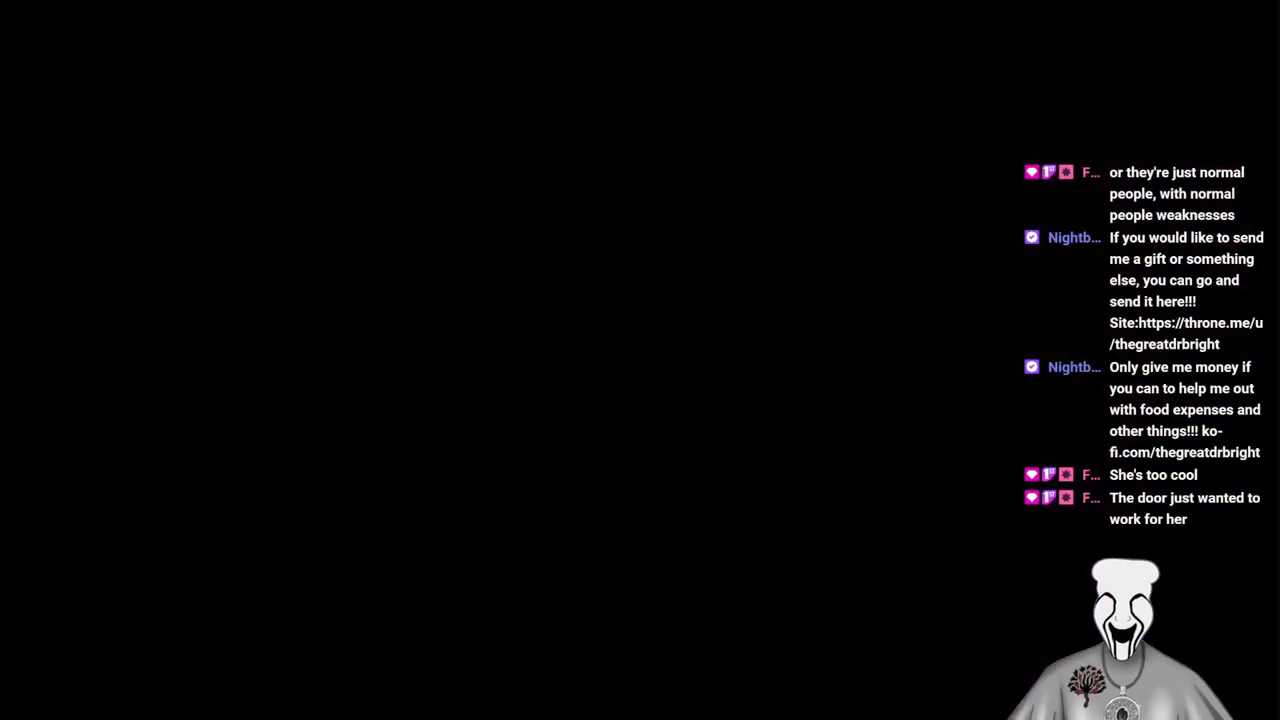 F... or they're just normal
people, with normal
people weaknesses
Nightb... If you would like to send
me a gift or something
else, you can go and
send it here!!!
Site:https://throne.me/u
/thegreatdrbright
Nightb... Only give me money if
you can to help me out
with food expenses and
other things!!! ko-
fi.com/thegreatdrbright
F... She's too cool
F... The door just wanted to
work for her